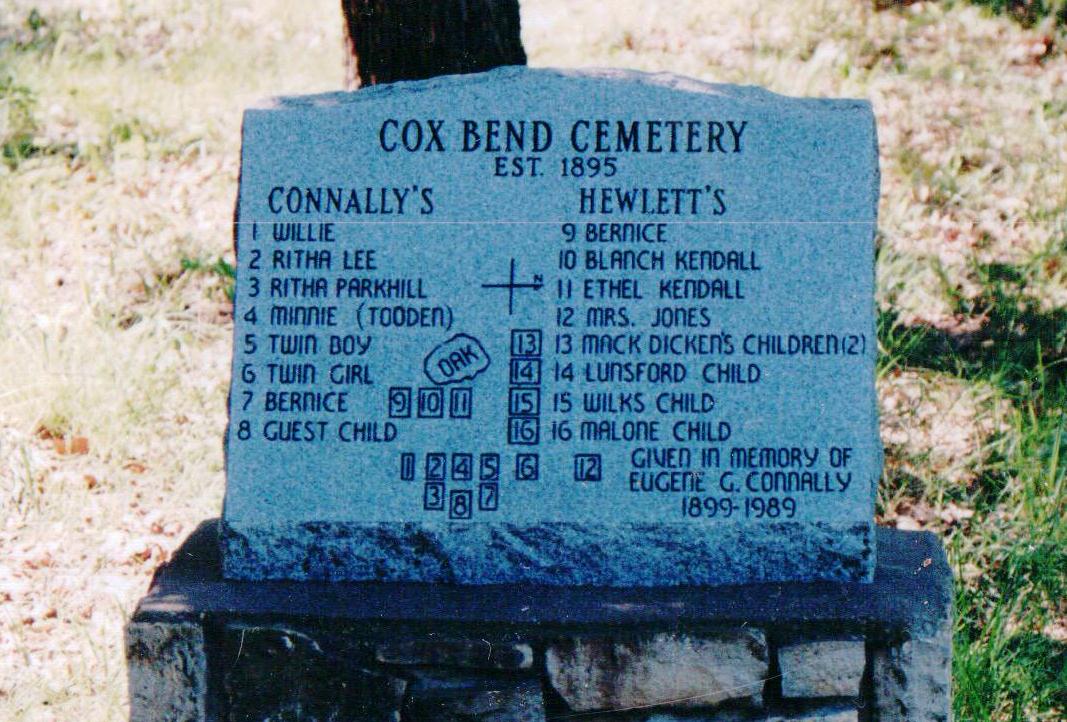 COX BEND CEMETERY
EST. 1895
CONNALLY'S
1 WILLIE
2 RITHA LEE
3 RITHA PARKHILL
4 MINNIE (TOODEN)
5 TWIN BOY
6 TWIN GIRL
7 BERNICE
8 GUEST CHILD
HEWLETT'S
9 BERNICE
10 BLANCH KENDALL
11 ETHEL KENDALL
12 MRS. JONES
13 MACK DICKEN'S CHILDREN(2)
14 LUNSFORD CHILD
15 WILKS CHILD
16 MALONE CHILD
N
OAK
13
14
15
16
9 10 11
1 2 4 5 6 12
3 8 7
GIVEN IN MEMORY OF
EUGENE G. CONNALLY
1899-1989